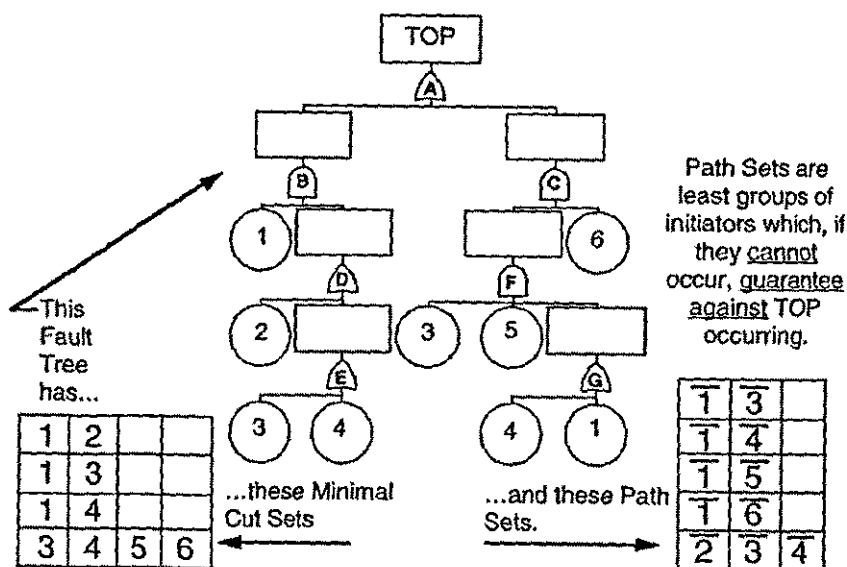 TOP
A
B
C
1
6
D
F
2
3
5
E
G
3
4
4
1
Path Sets are
least groups of
initiators which, if
they cannot
occur, guarantee
against TOP
occurring.
This
Fault
Tree
has...
1 2
1 3
1 4
3 4 5 6
...these Minimal
Cut Sets
...and these Path
Sets.
1̅ 3̅
1̅ 4̅
1̅ 5̅
1̅ 6̅
2̅ 3̅ 4̅